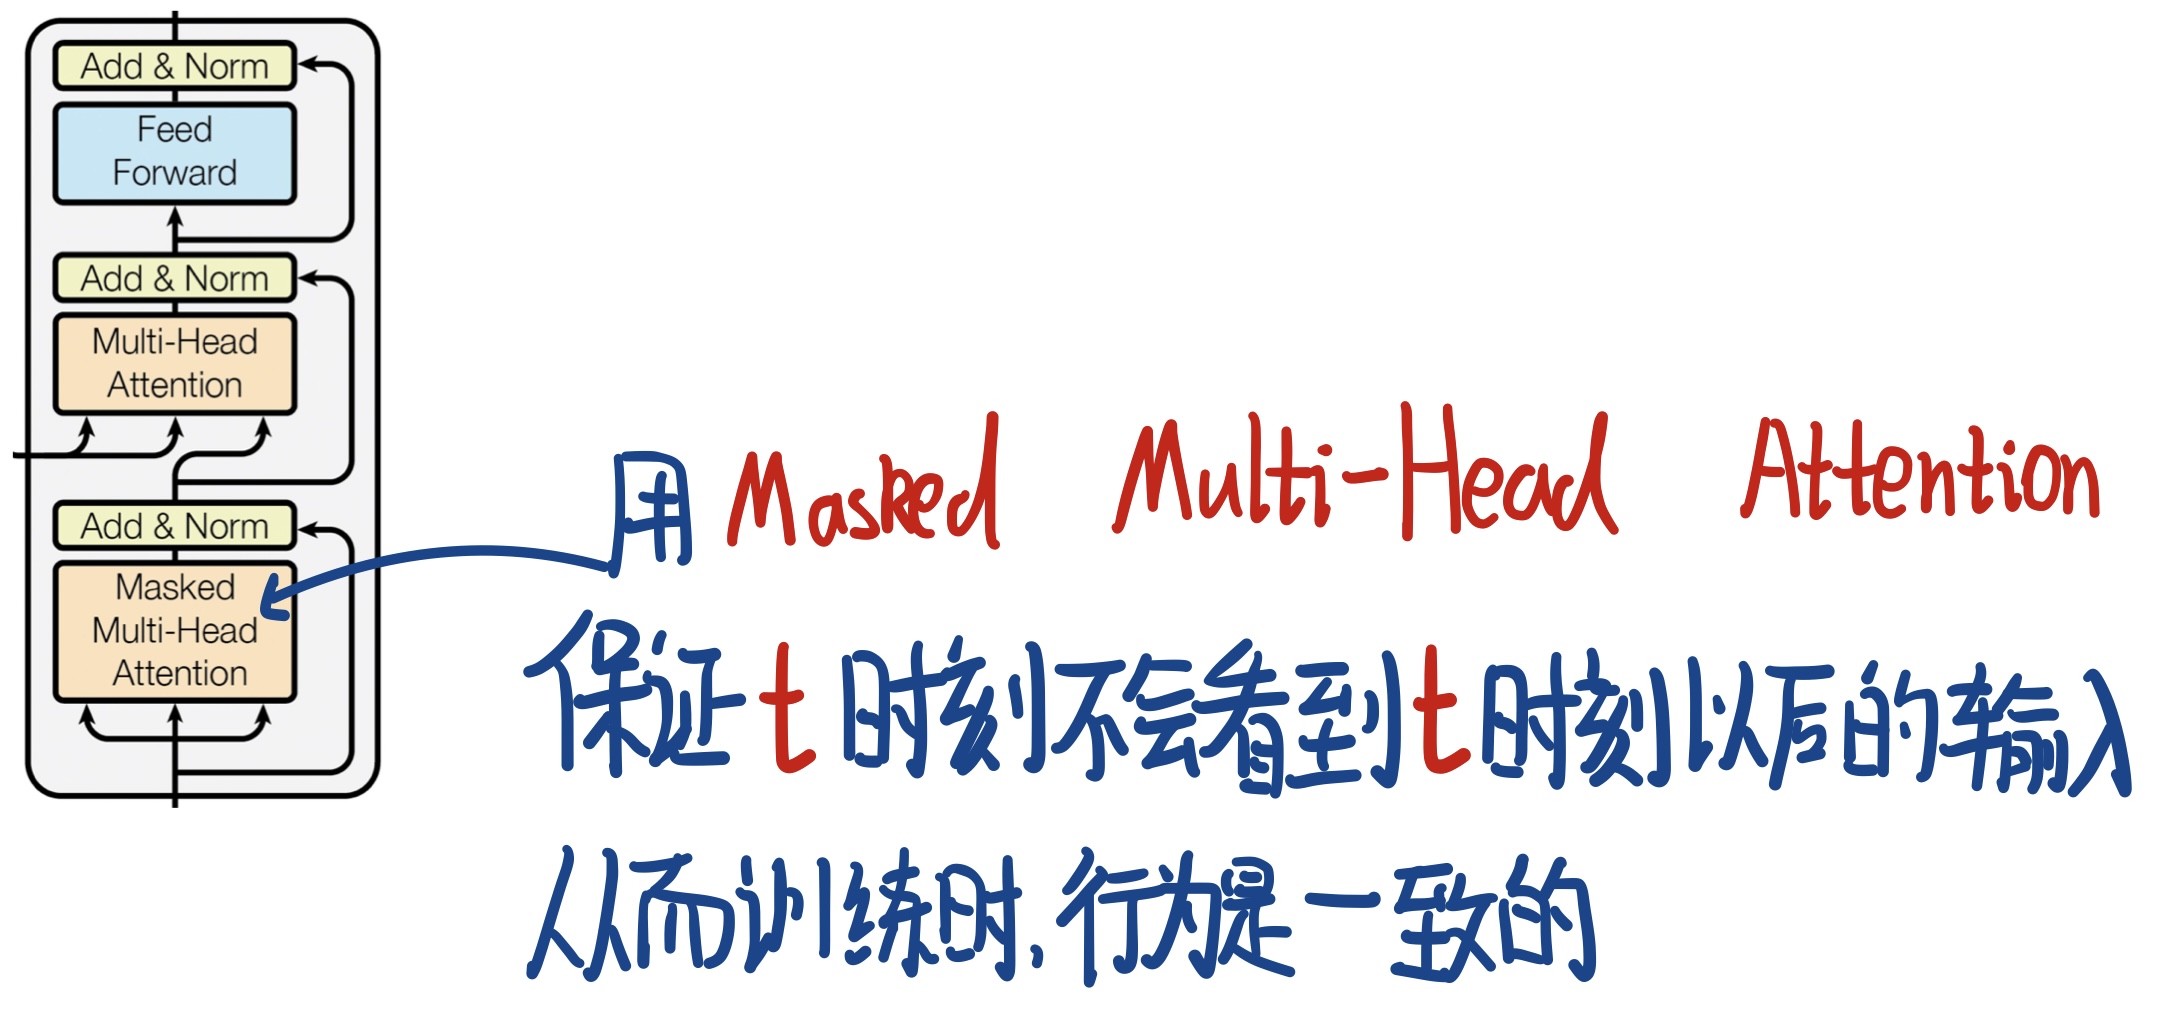 Add & Norm
Feed
Forward
Add & Norm
Multi-Head
Attention
Add & Norm
Masked
Multi-Head
Attention
用 Masked Multi-Head Attention
保证 t 时刻不会看到 t 时刻以后的输入
从而训练时,行为是一致的